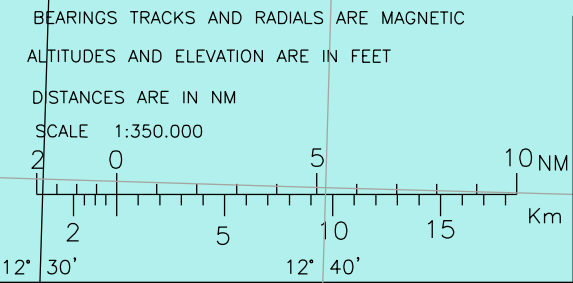 BEARINGS TRACKS AND RADIALS ARE MAGNETIC
ALTITUDES AND ELEVATION ARE IN FEET
DISTANCES ARE IN NM
SCALE 1:350.000
2 0 5 10 NM
2 5 10 15 Km
12° 30' 12° 40'